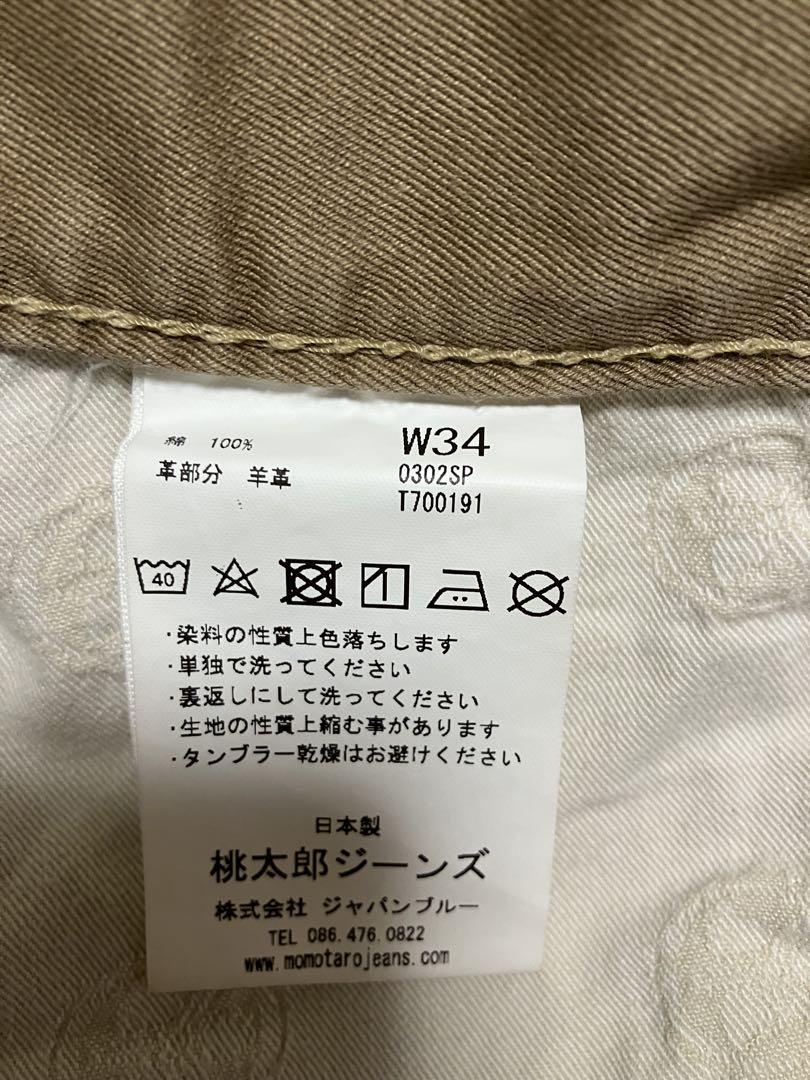 綿 100%
革部分 羊革
W34
0302SP
T700191
40
・染料の性質上色落ちします
・単独で洗ってください
・裏返しにして洗ってください
・生地の性質上縮む事があります
・タンブラー乾燥はお避けください
日本製
桃太郎ジーンズ
株式会社 ジャパンブルー
TEL 086.476.0822
www.momotarojeans.com